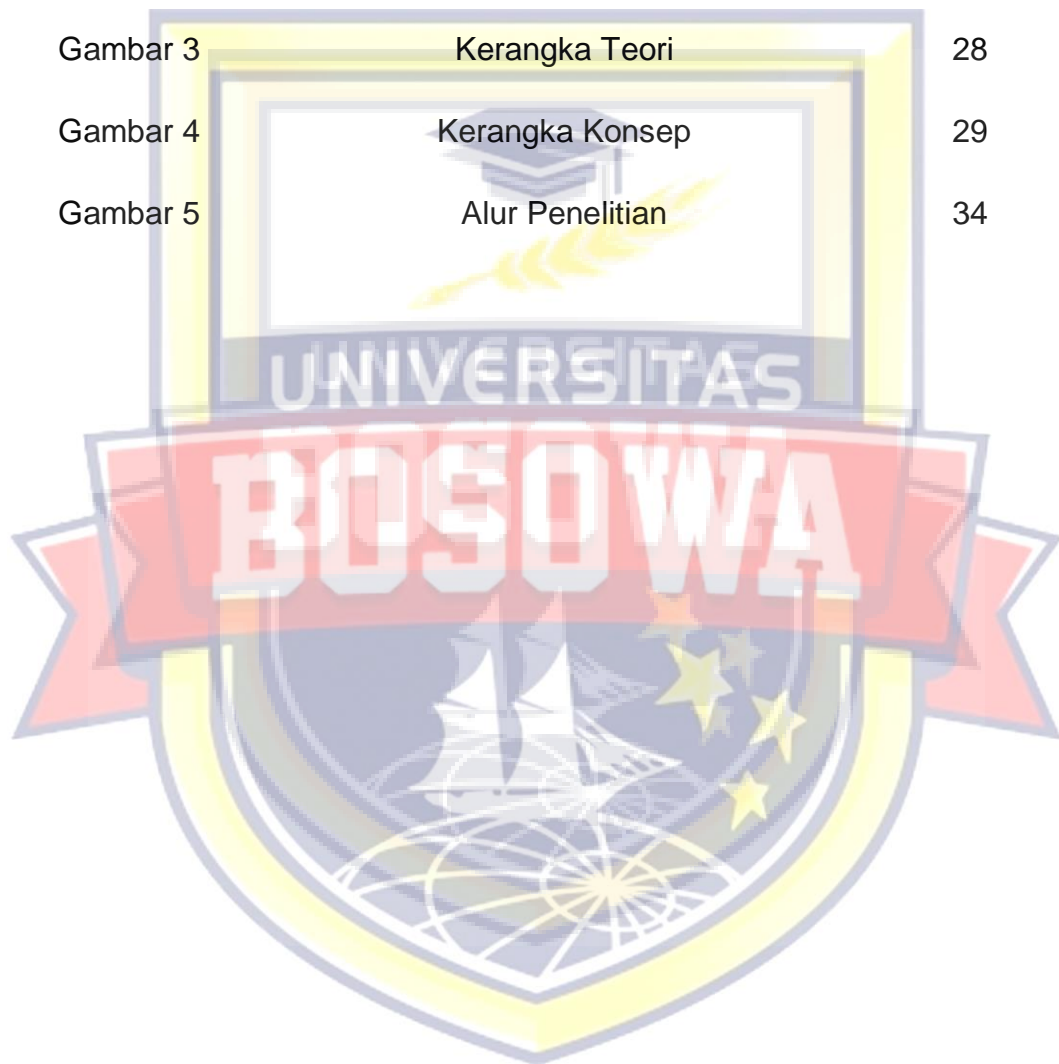 Gambar 3 Kerangka Teori 28
Gambar 4 Kerangka Konsep 29
Gambar 5 Alur Penelitian 34
UNIVERSITAS
BOSOWA